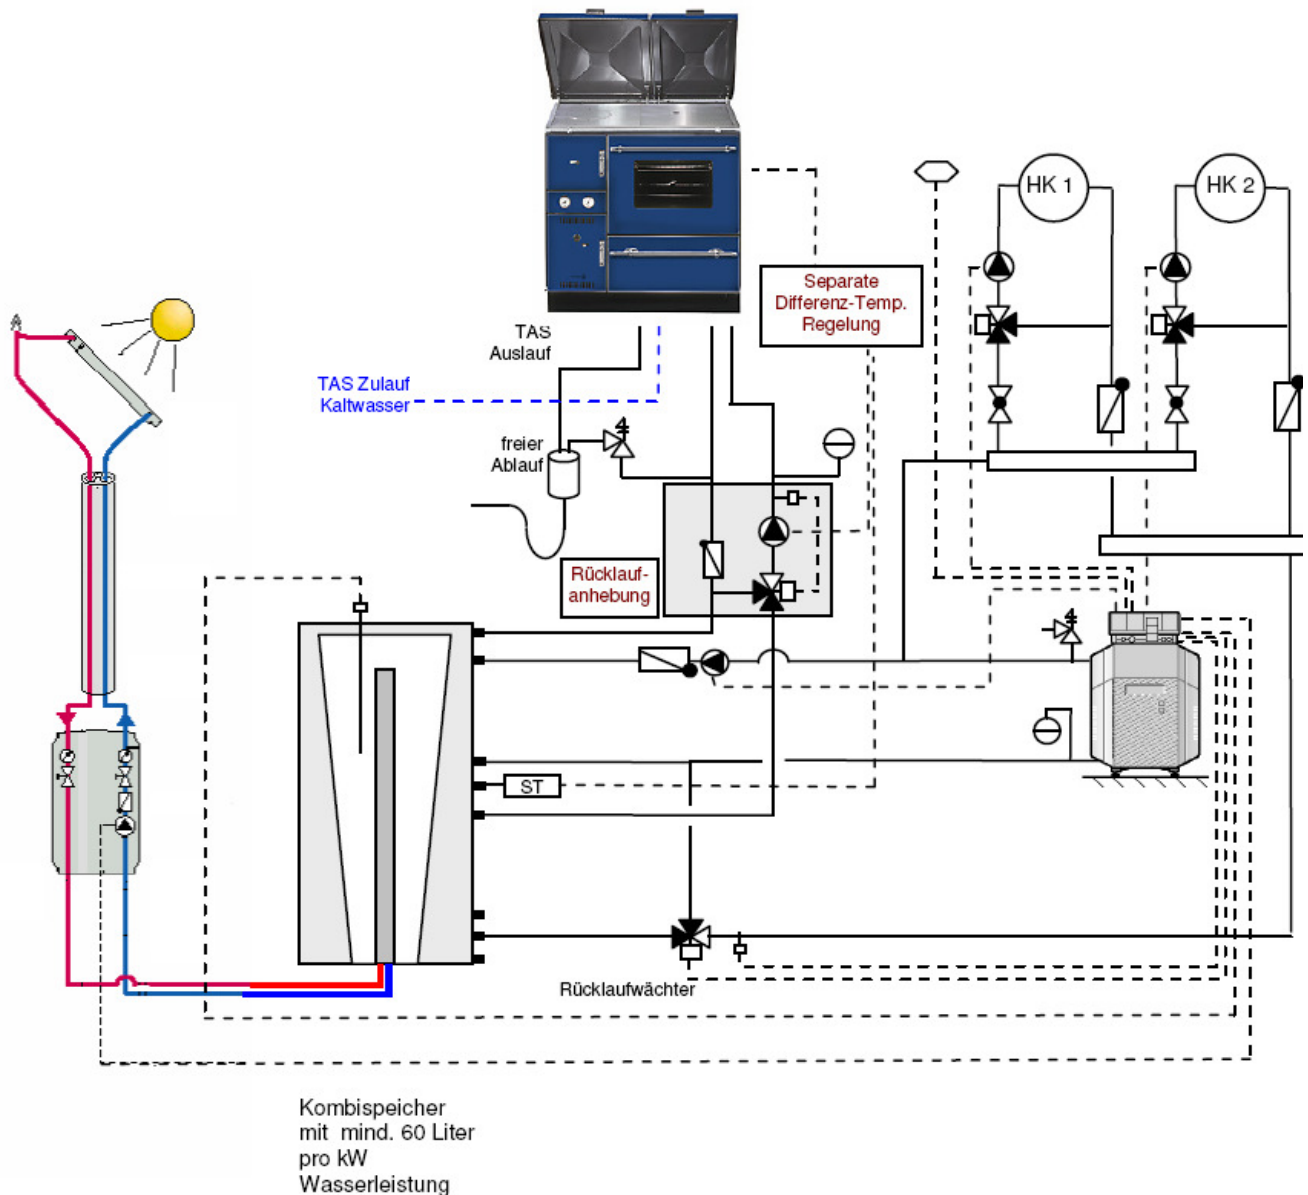 HK 1
HK 2
Separate
Differenz-Temp.
Regelung
TAS
Auslauf
TAS Zulauf
Kaltwasser
freier
Ablauf
Rücklauf-
anhebung
ST
Rücklaufwächter
Kombispeicher
mit mind. 60 Liter
pro kW
Wasserleistung